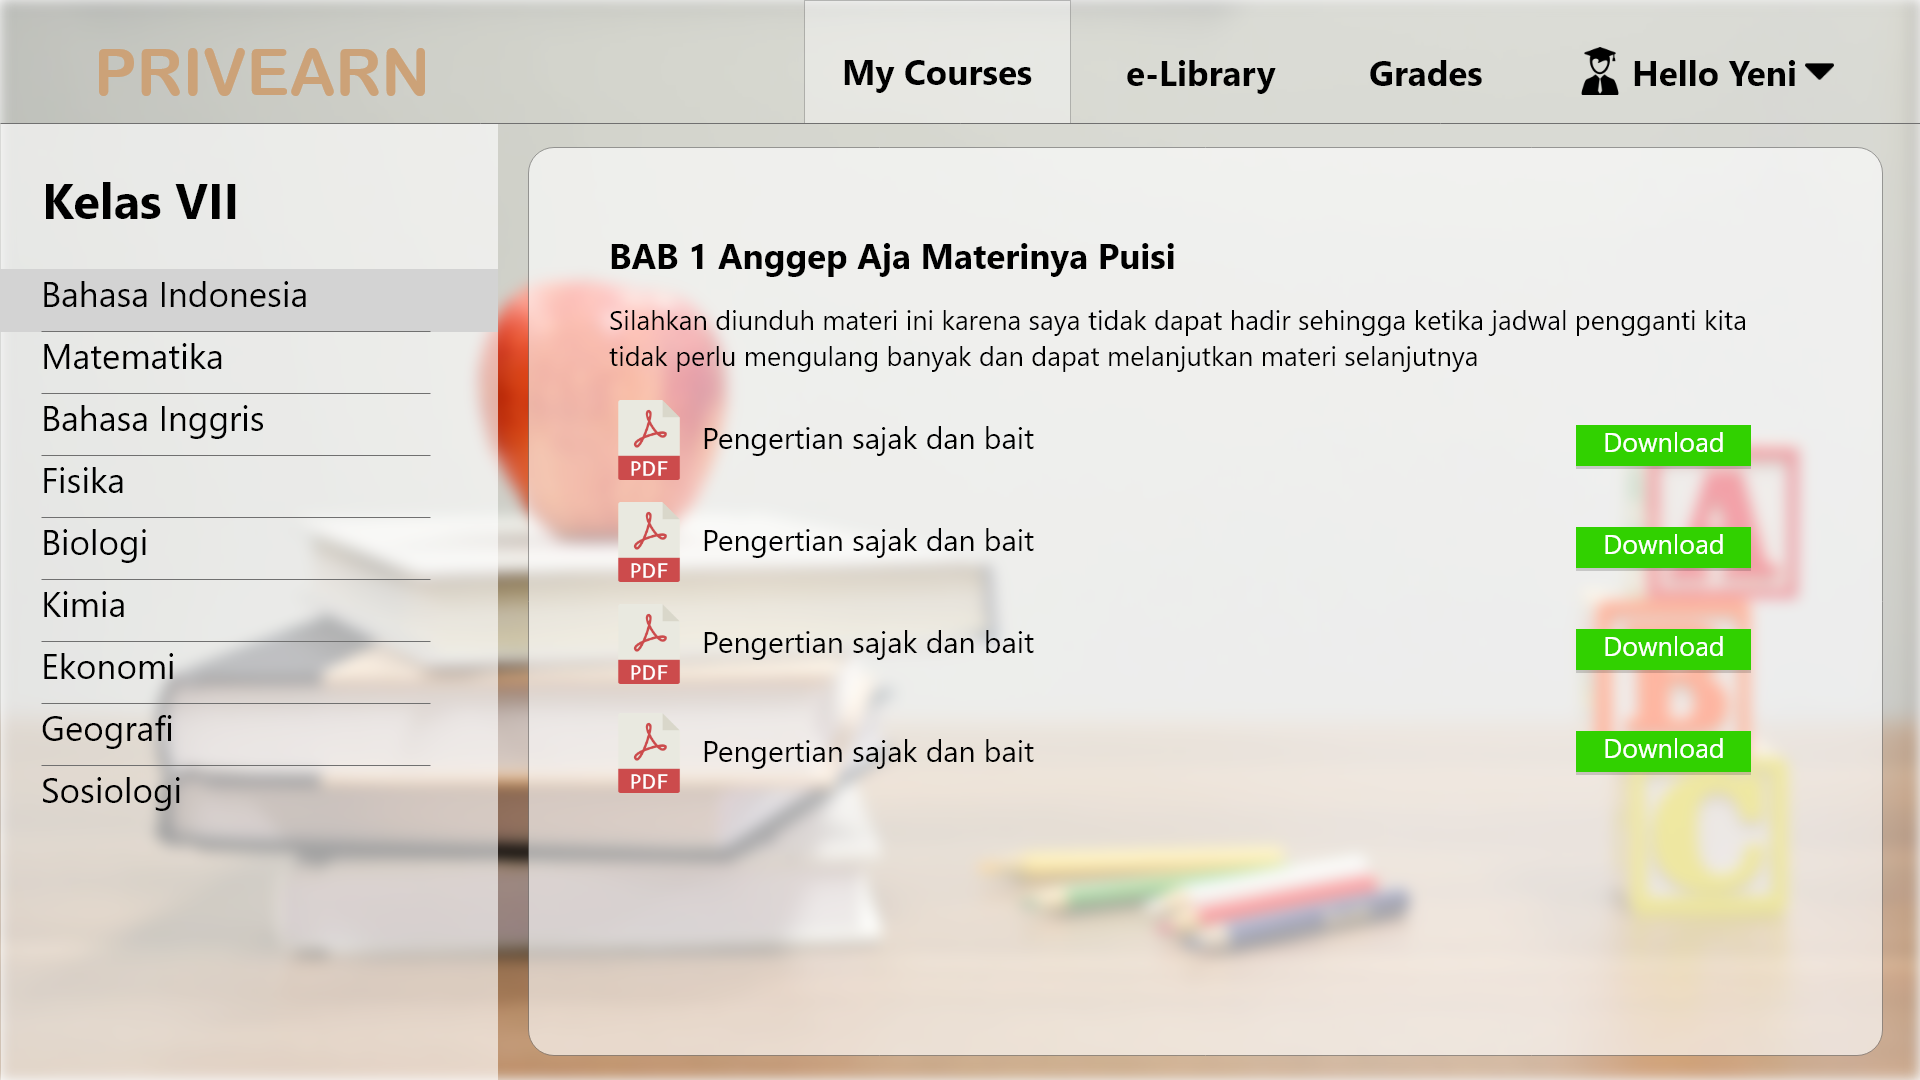 PRIVEARN
My Courses
e-Library
Grades
Hello Yeni
Kelas VII
Bahasa Indonesia
Matematika
Bahasa Inggris
Fisika
Biologi
Kimia
Ekonomi
Geografi
Sosiologi
BAB 1 Anggep Aja Materinya Puisi
Silahkan diunduh materi ini karena saya tidak dapat hadir sehingga ketika jadwal pengganti kita
tidak perlu mengulang banyak dan dapat melanjutkan materi selanjutnya
PDF Pengertian sajak dan bait Download
PDF Pengertian sajak dan bait Download
PDF Pengertian sajak dan bait Download
PDF Pengertian sajak dan bait Download
A
B
C